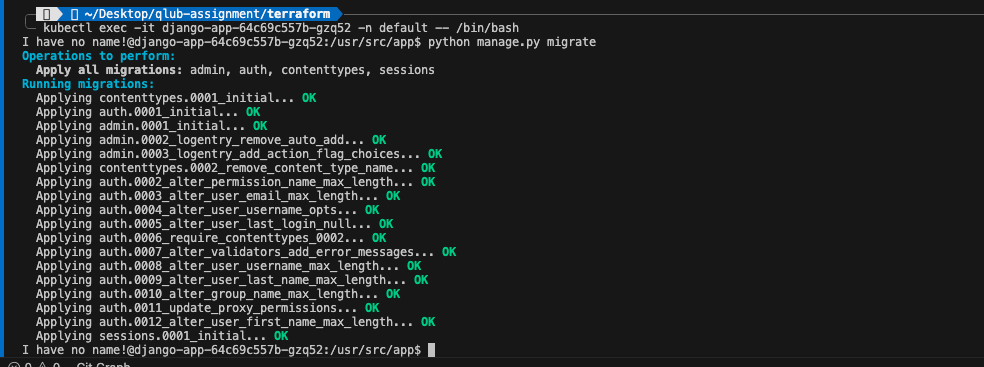 ~/Desktop/qlub-assignment/terraform
kubectl exec -it django-app-64c69c557b-gzq52 -n default -- /bin/bash
I have no name!@django-app-64c69c557b-gzq52:/usr/src/app$ python manage.py migrate
Operations to perform:
  Apply all migrations: admin, auth, contenttypes, sessions
Running migrations:
  Applying contenttypes.0001_initial... OK
  Applying auth.0001_initial... OK
  Applying admin.0001_initial... OK
  Applying admin.0002_logentry_remove_auto_add... OK
  Applying admin.0003_logentry_add_action_flag_choices... OK
  Applying contenttypes.0002_remove_content_type_name... OK
  Applying auth.0002_alter_permission_name_max_length... OK
  Applying auth.0003_alter_user_email_max_length... OK
  Applying auth.0004_alter_user_username_opts... OK
  Applying auth.0005_alter_user_last_login_null... OK
  Applying auth.0006_require_contenttypes_0002... OK
  Applying auth.0007_alter_validators_add_error_messages... OK
  Applying auth.0008_alter_user_username_max_length... OK
  Applying auth.0009_alter_user_last_name_max_length... OK
  Applying auth.0010_alter_group_name_max_length... OK
  Applying auth.0011_update_proxy_permissions... OK
  Applying auth.0012_alter_user_first_name_max_length... OK
  Applying sessions.0001_initial... OK
I have no name!@django-app-64c69c557b-gzq52:/usr/src/app$
0 0 Git Graph